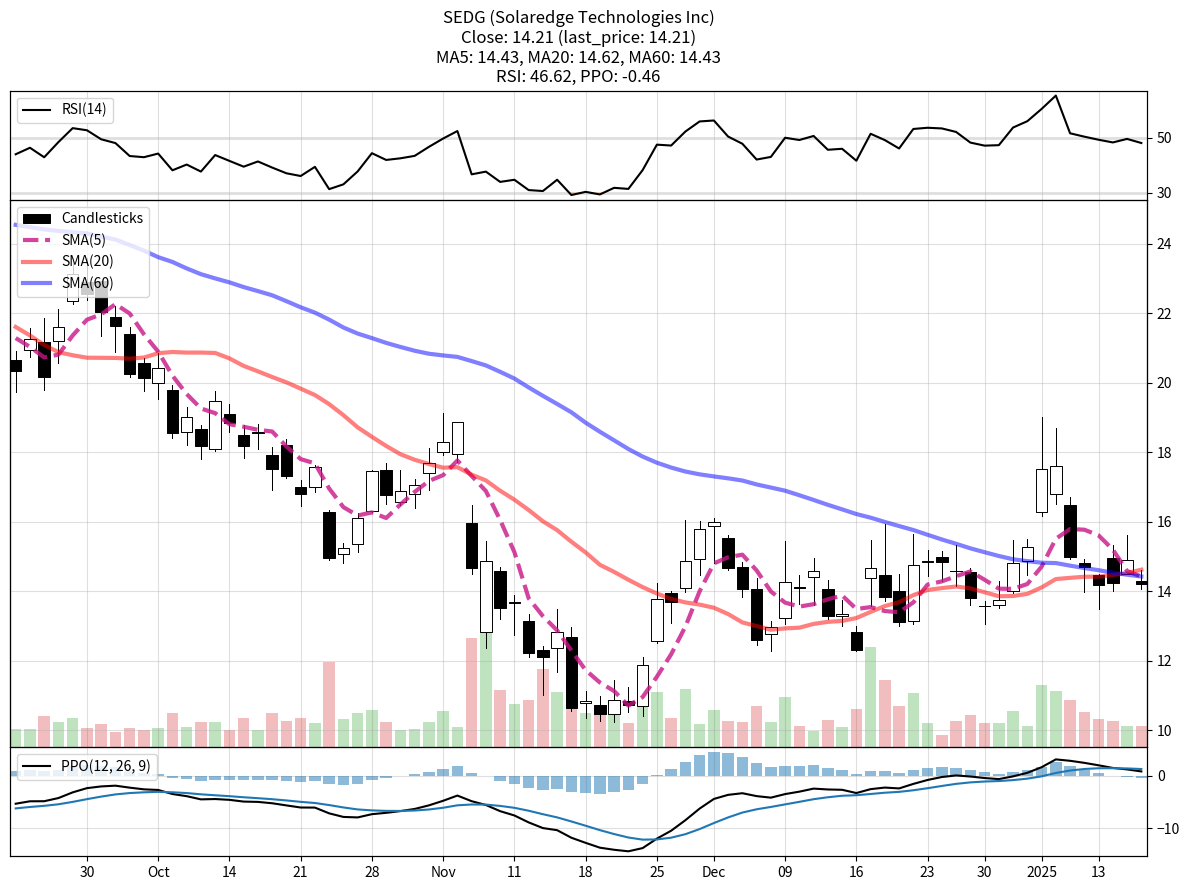 SEDG (Solaredge Technologies Inc)
Close: 14.21 (last_price: 14.21)
MA5: 14.43, MA20: 14.62, MA60: 14.43
RSI: 46.62, PPO: -0.46
RSI(14)
50
30
Candlesticks
SMA(5)
SMA(20)
SMA(60)
24
22
20
18
16
14
12
10
PPO(12, 26, 9)
0
−10
30 Oct 14 21 28 Nov 11 18 25 Dec 09 16 23 30 2025 13